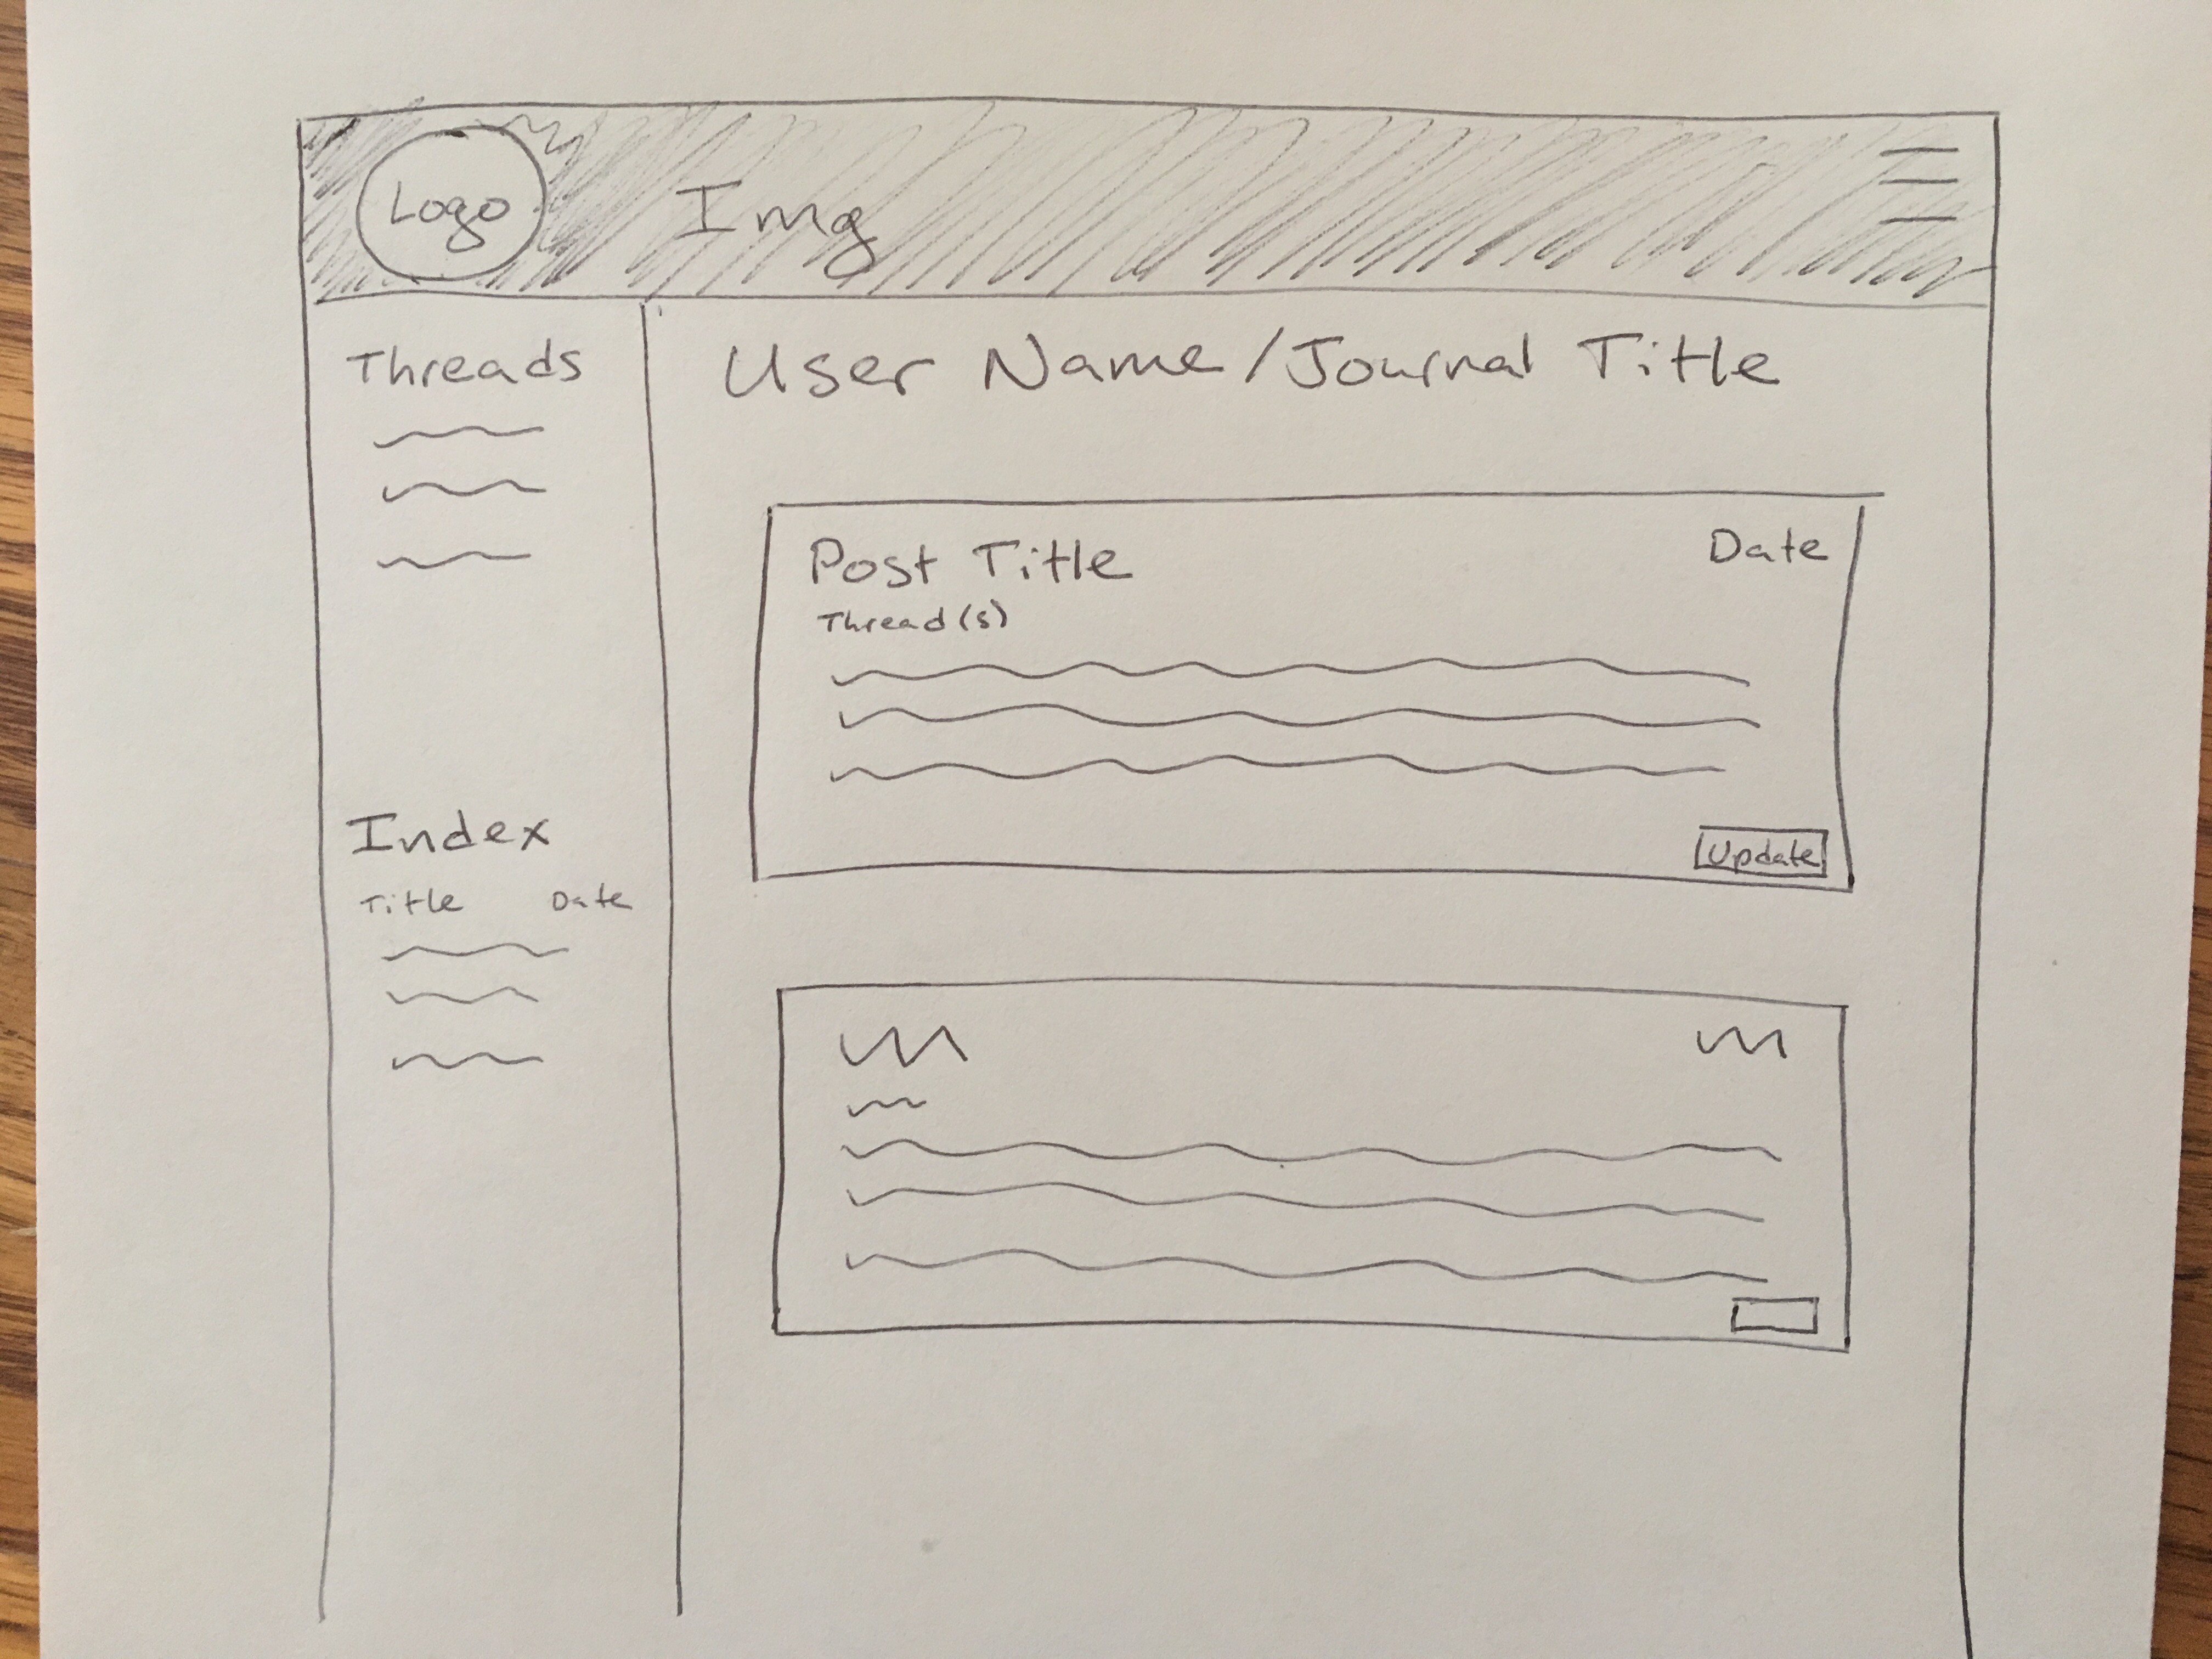 Logo
Img
Threads
User Name/Journal Title
Post Title
Date
Thread(s)
Update
Index
Title Date